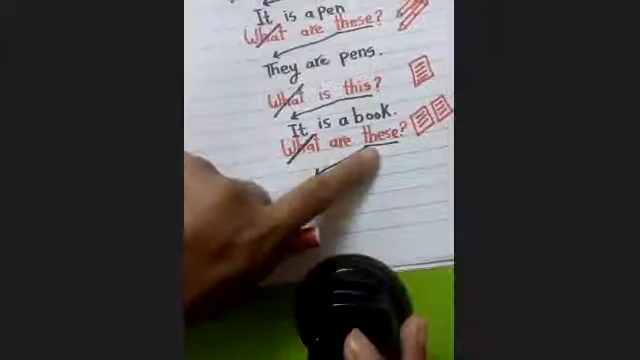 It is a pen
What are these?
They are pens.
What is this?
It is a book.
What are these?